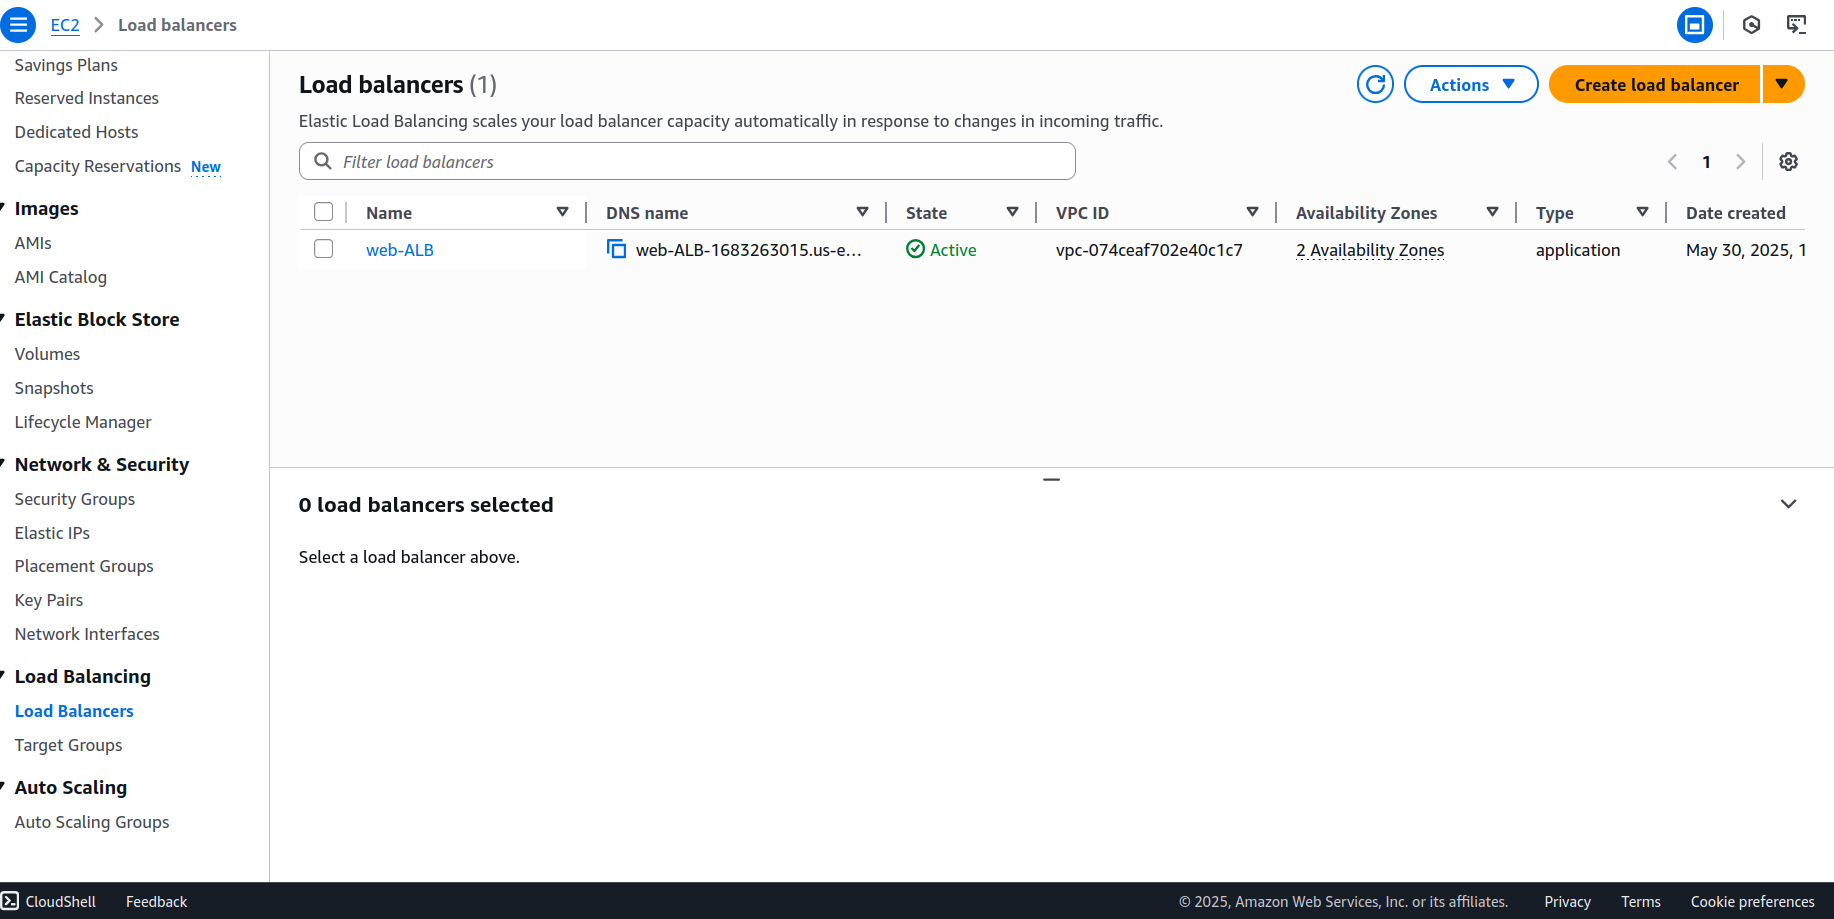 EC2 > Load balancers
Savings Plans
Reserved Instances
Dedicated Hosts
Capacity Reservations New
Images
AMIs
AMI Catalog
Elastic Block Store
Volumes
Snapshots
Lifecycle Manager
Network & Security
Security Groups
Elastic IPs
Placement Groups
Key Pairs
Network Interfaces
Load Balancing
Load Balancers
Target Groups
Auto Scaling
Auto Scaling Groups
Load balancers (1)
Actions
Create load balancer
Elastic Load Balancing scales your load balancer capacity automatically in response to changes in incoming traffic.
Filter load balancers
1
Name DNS name State VPC ID Availability Zones Type Date created
web-ALB web-ALB-1683263015.us-e... Active vpc-074ceaf702e40c1c7 2 Availability Zones application May 30, 2025, 1
0 load balancers selected
Select a load balancer above.
CloudShell Feedback © 2025, Amazon Web Services, Inc. or its affiliates. Privacy Terms Cookie preferences